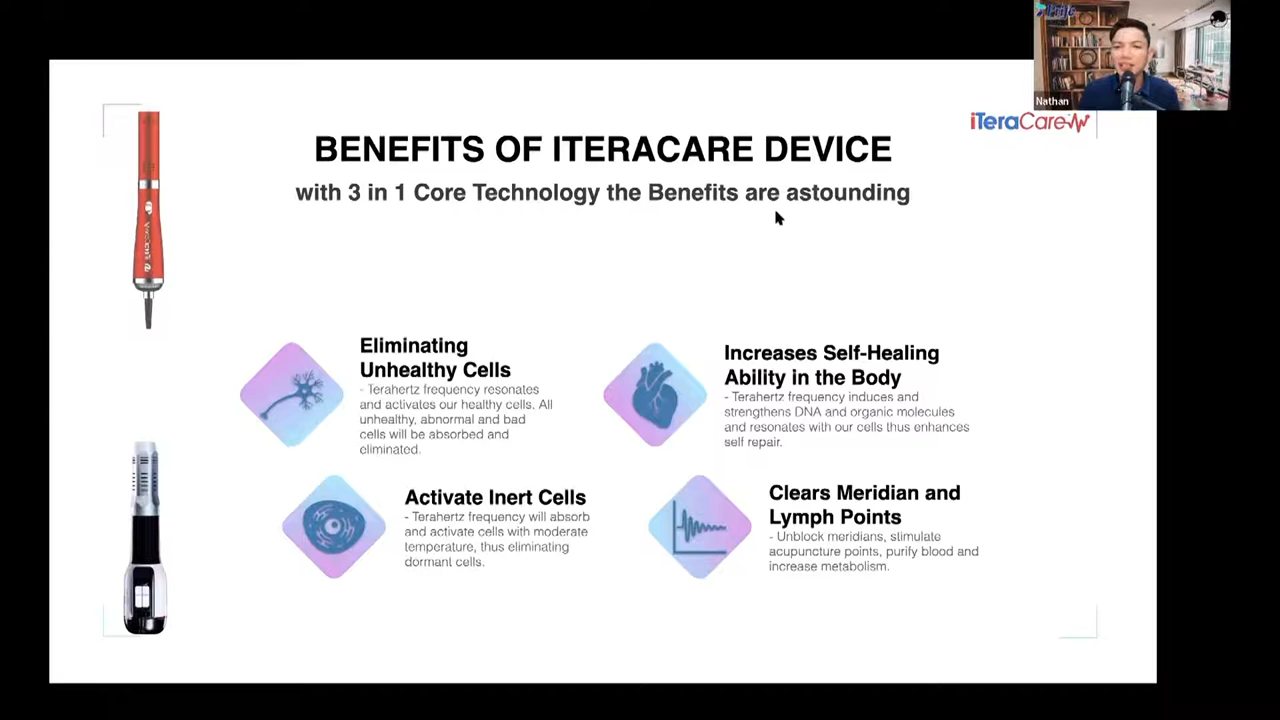 Prife
Nathan
iTeraCare
BENEFITS OF ITERACARE DEVICE
with 3 in 1 Core Technology the Benefits are astounding
Eliminating
Unhealthy Cells
- Terahertz frequency resonates
and activates our healthy cells. All
unhealthy, abnormal and bad
cells will be absorbed and
eliminated.
Increases Self-Healing
Ability in the Body
- Terahertz frequency induces and
strengthens DNA and organic molecules
and resonates with our cells thus enhances
self repair.
Activate Inert Cells
- Terahertz frequency will absorb
and activate cells with moderate
temperature, thus eliminating
dormant cells.
Clears Meridian and
Lymph Points
- Unblock meridians, stimulate
acupuncture points, purify blood and
increase metabolism.